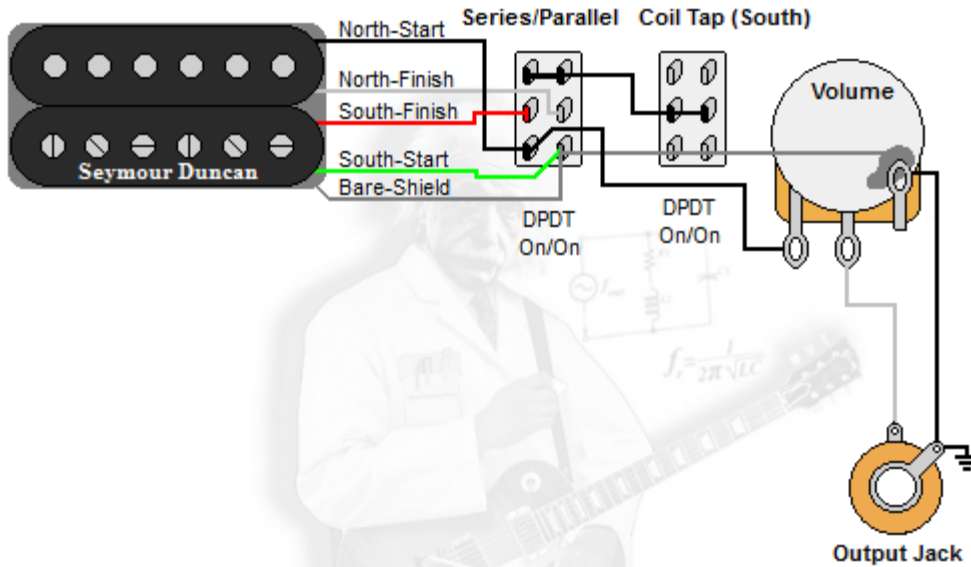 Series/Parallel
Coil Tap (South)
North-Start
North-Finish
South-Finish
South-Start
Bare-Shield
Seymour Duncan
DPDT
On/On
DPDT
On/On
Volume
Output Jack